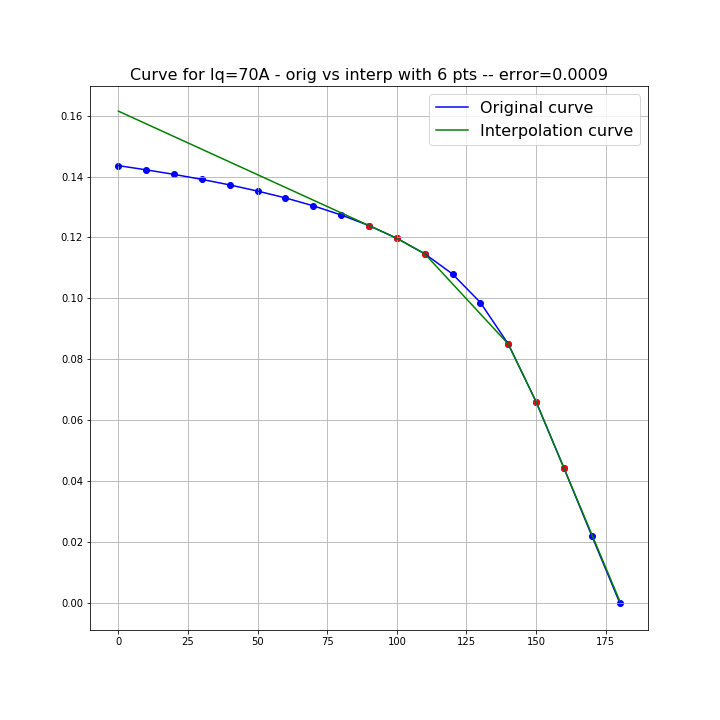 Curve for Iq=70A - orig vs interp with 6 pts -- error=0.0009
Original curve
Interpolation curve
0.16
0.14
0.12
0.10
0.08
0.06
0.04
0.02
0.00
0 25 50 75 100 125 150 175